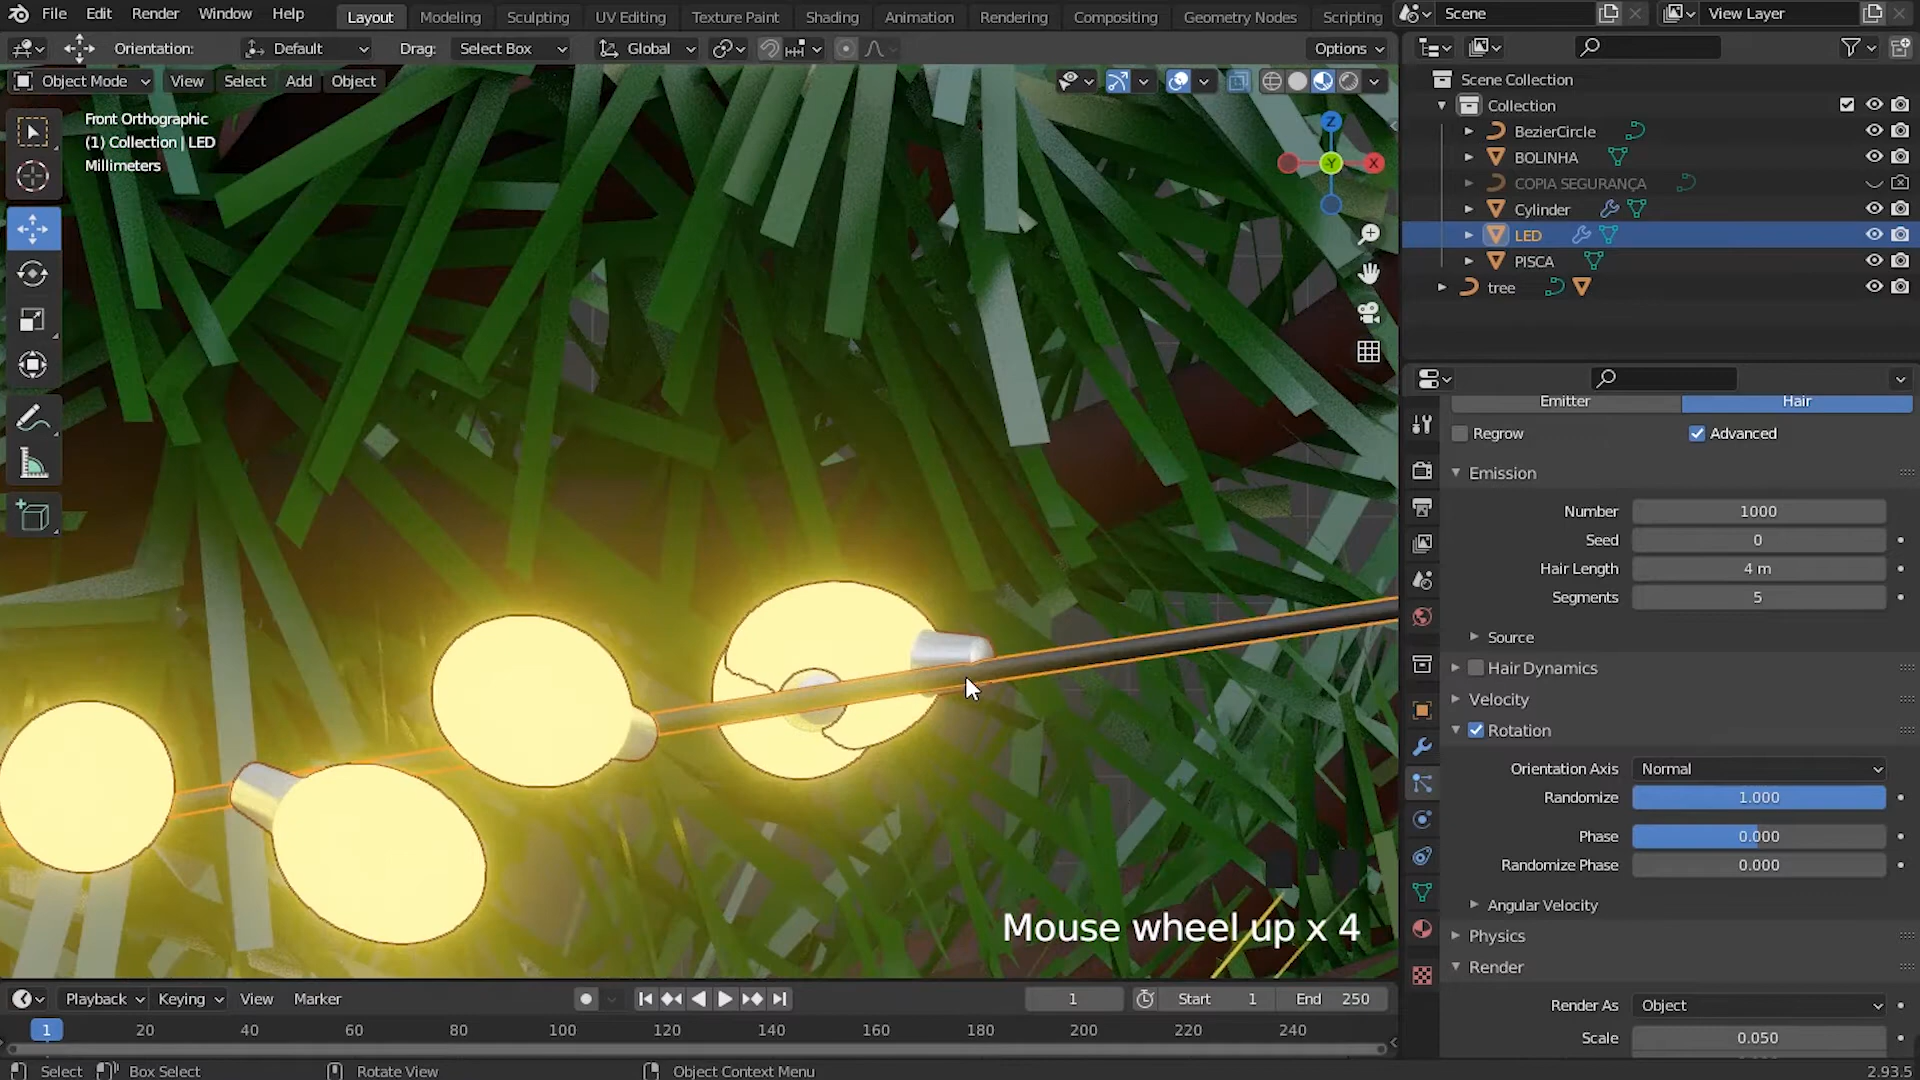 File Edit Render Window Help Layout Modeling Sculpting UV Editing Texture Paint Shading Animation Rendering Compositing Geometry Nodes Scripting Scene View Layer
Orientation: Default Drag: Select Box Global Options
Object Mode View Select Add Object
Front Orthographic
(1) Collection | LED
Millimeters
Z
-Y
X
Mouse wheel up x 4
Scene Collection
Collection
BezierCircle
BOLINHA
COPIA SEGURANÇA
Cylinder
LED
PISCA
tree
Emitter Hair
Regrow Advanced
Emission
Number 1000
Seed 0
Hair Length 4 m
Segments 5
Source
Hair Dynamics
Velocity
Rotation
Orientation Axis Normal
Randomize 1.000
Phase 0.000
Randomize Phase 0.000
Angular Velocity
Physics
Render
Render As Object
Scale 0.050
Playback Keying View Marker 1 Start 1 End 250
1 20 40 60 80 100 120 140 160 180 200 220 240
Select Box Select Rotate View Object Context Menu 2.93.5